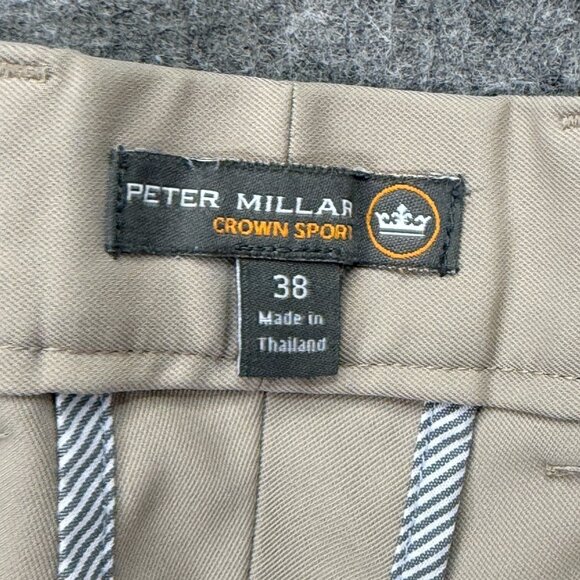 PETER MILLAR
CROWN SPORT
38
Made in
Thailand